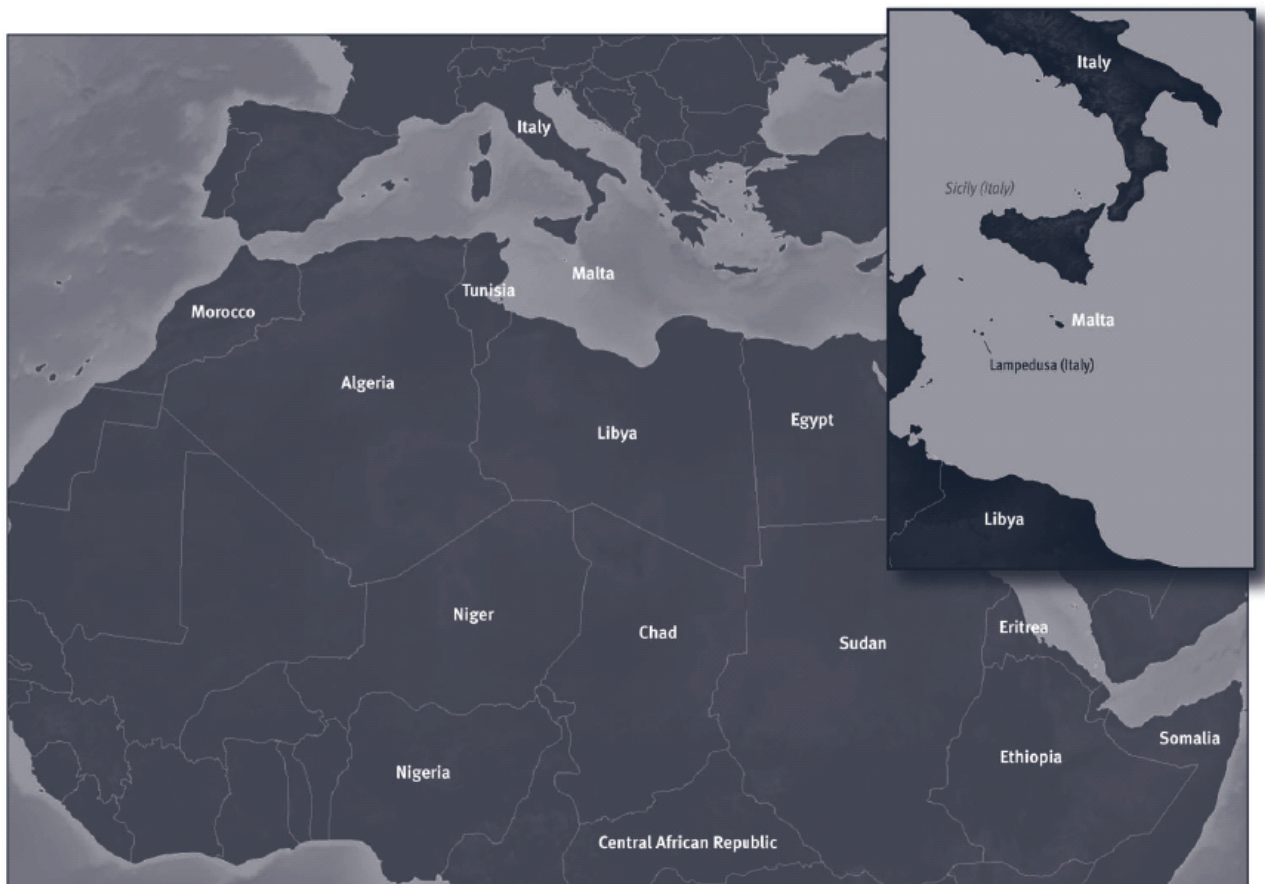 Italy
Sicily (Italy)
Malta
Lampedusa (Italy)
Libya
Italy
Malta
Tunisia
Morocco
Algeria
Libya
Egypt
Niger
Chad
Sudan
Eritrea
Nigeria
Ethiopia
Somalia
Central African Republic